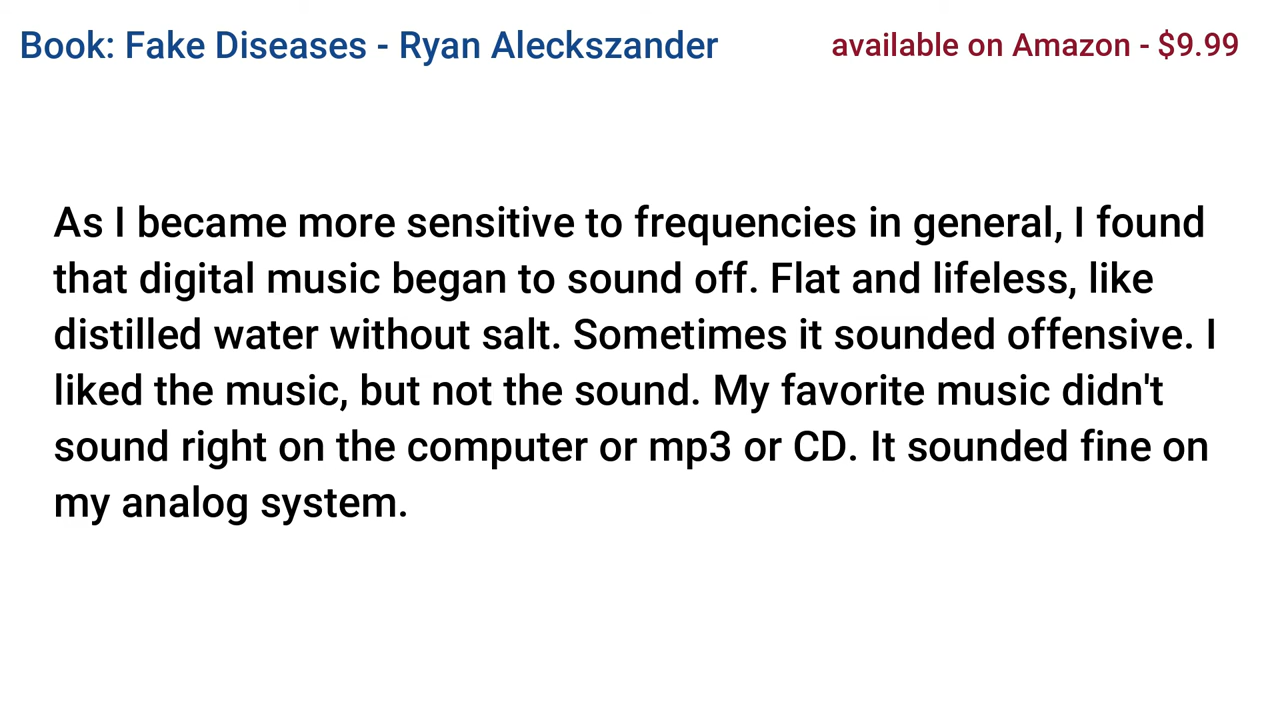 Book: Fake Diseases - Ryan Aleckszander
available on Amazon - $9.99
As I became more sensitive to frequencies in general, I found
that digital music began to sound off. Flat and lifeless, like
distilled water without salt. Sometimes it sounded offensive. I
liked the music, but not the sound. My favorite music didn't
sound right on the computer or mp3 or CD. It sounded fine on
my analog system.